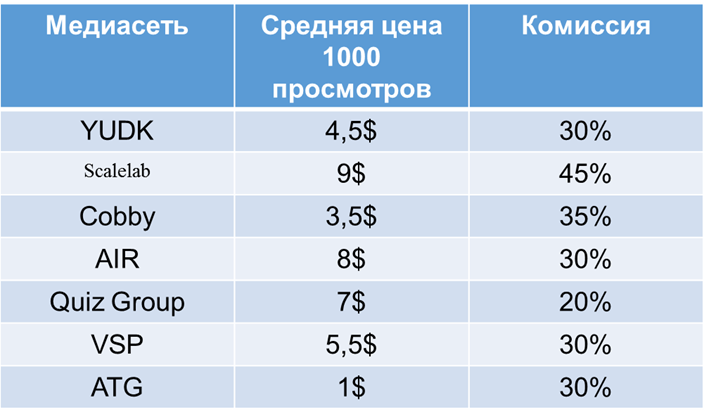 Медиасеть Средняя цена Комиссия
1000
просмотров
YUDK 4,5$ 30%
Scalelab 9$ 45%
Cobby 3,5$ 35%
AIR 8$ 30%
Quiz Group 7$ 20%
VSP 5,5$ 30%
ATG 1$ 30%